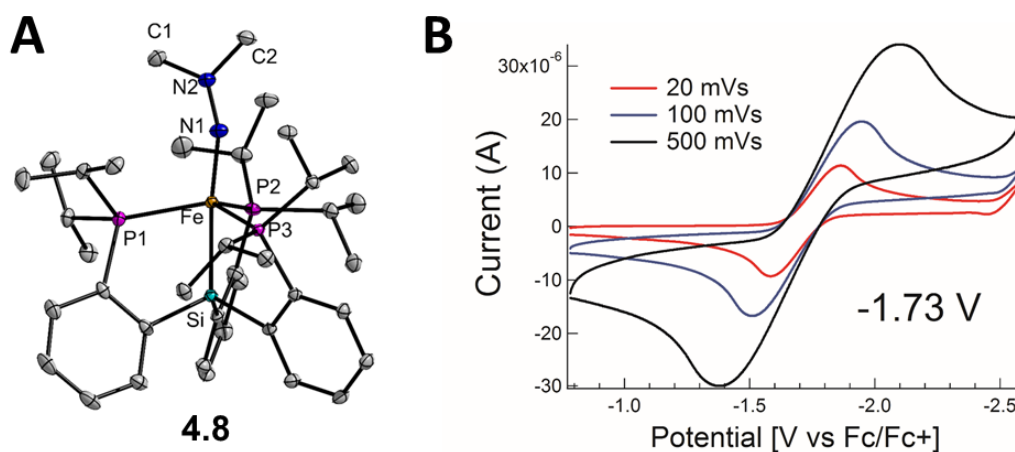 A
C1
C2
N2
N1
P2
Fe
P1
P3
Si
4.8
B
30x10⁻⁶
20
10
0
-10
-20
-30
Current (A)
20 mVs
100 mVs
500 mVs
-1.73 V
-1.0
-1.5
-2.0
-2.5
Potential [V vs Fc/Fc+]